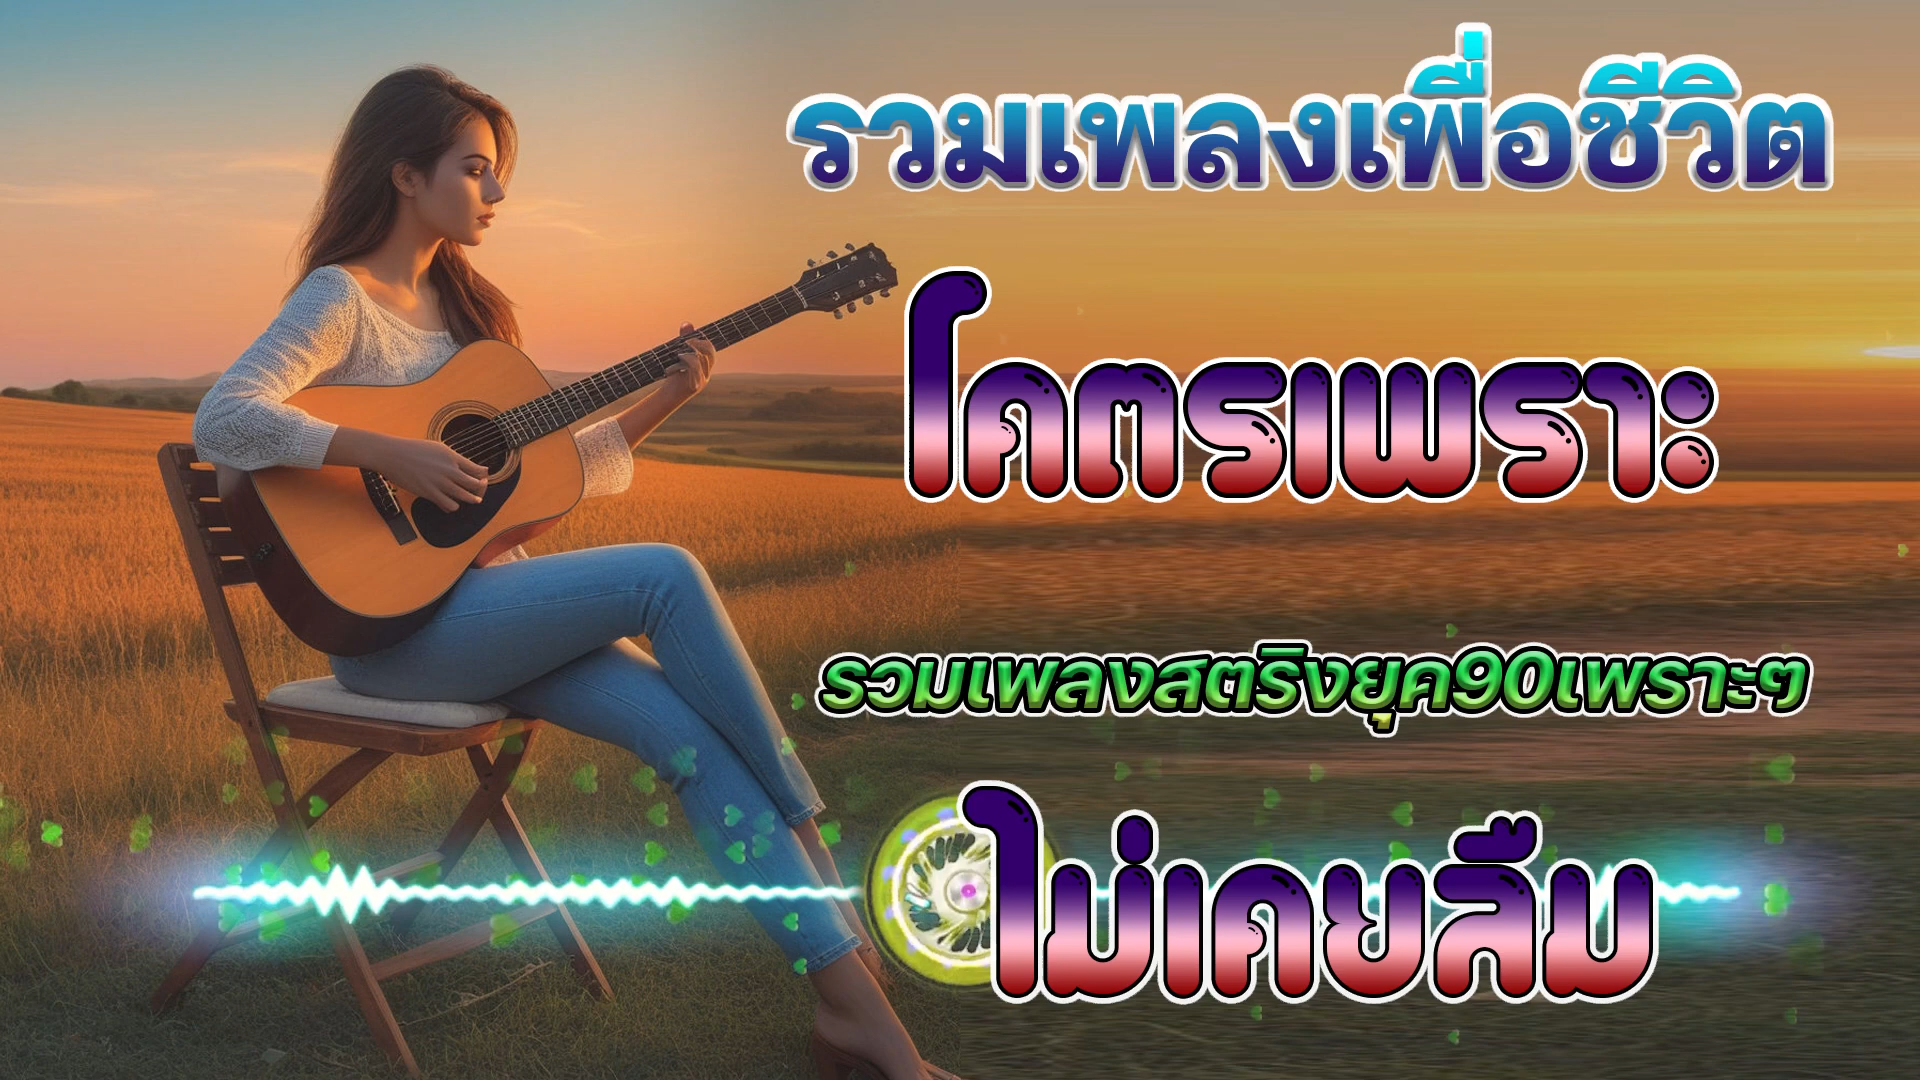 รวมเพลงเพื่อชีวิต
โคตรเพราะ
รวมเพลงสตริงยุค90เพราะๆ
ไม่เคยลืม